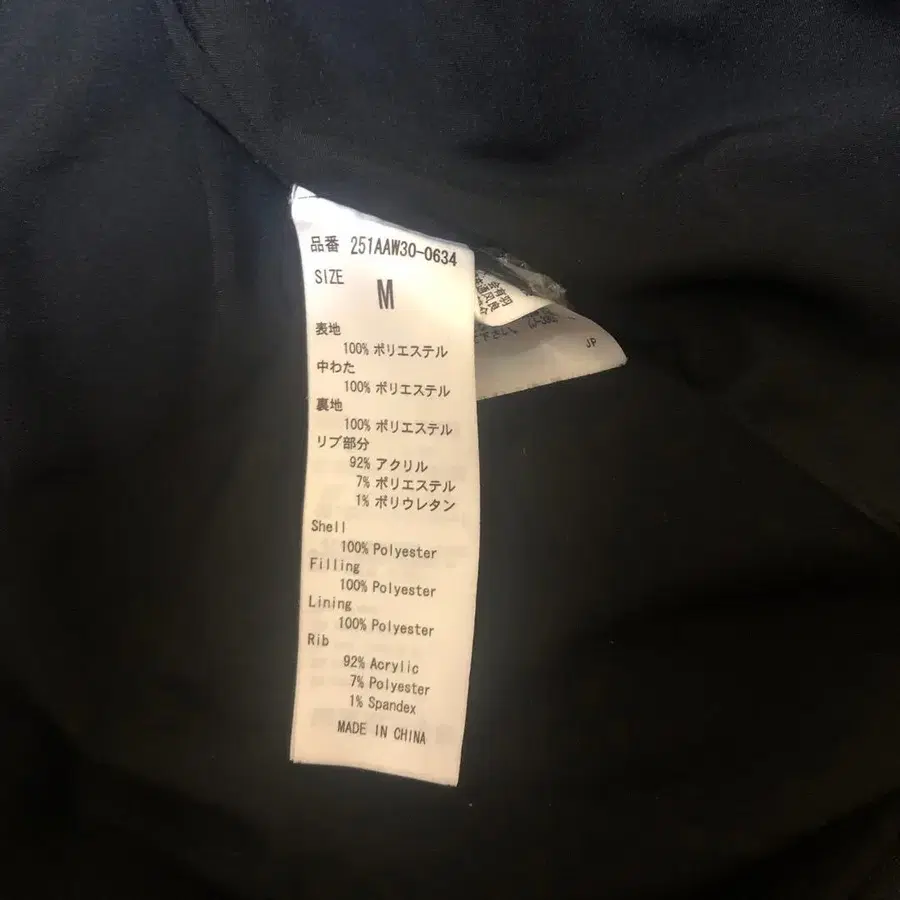 品番 251AAW30-0634
SIZE
M
表地
100% ポリエステル
中わた
100% ポリエステル
裏地
100% ポリエステル
リブ部分
92% アクリル
7% ポリエステル
1% ポリウレタン
Shell
100% Polyester
Filling
100% Polyester
Lining
100% Polyester
Rib
92% Acrylic
7% Polyester
1% Spandex
MADE IN CHINA
JP